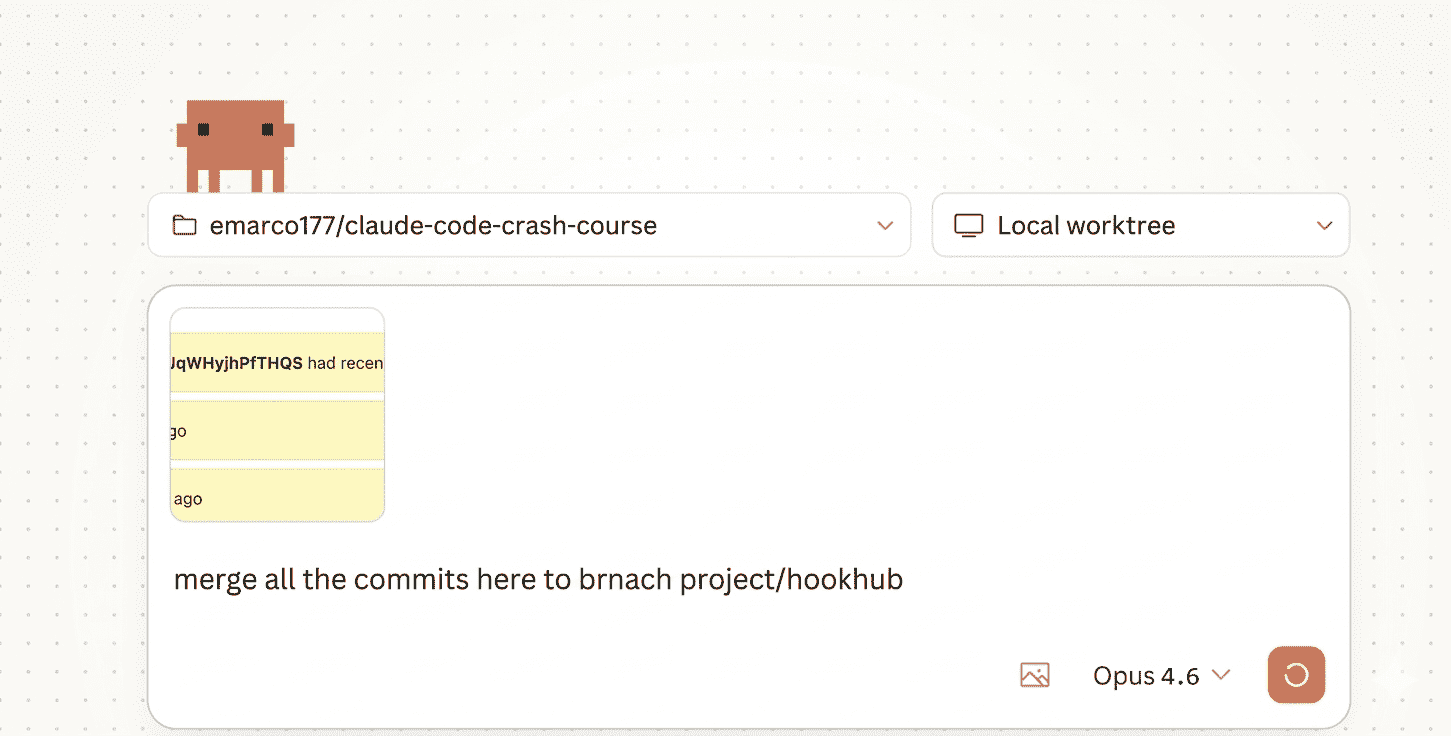 emarco177/claude-code-crash-course
Local worktree
JqWHyjhPfTHQS had recen
go
ago
merge all the commits here to brnach project/hookhub
Opus 4.6